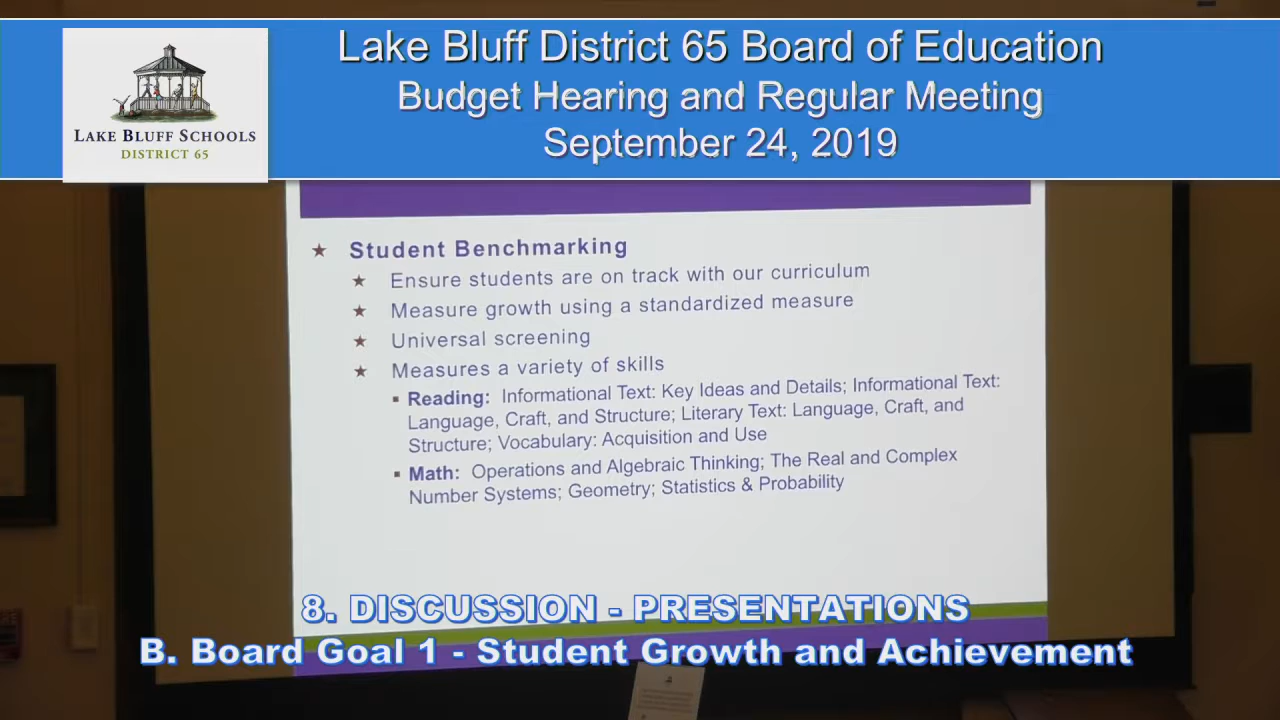 Lake Bluff District 65 Board of Education
Budget Hearing and Regular Meeting
September 24, 2019
LAKE BLUFF SCHOOLS
DISTRICT 65
★ Student Benchmarking
★ Ensure students are on track with our curriculum
★ Measure growth using a standardized measure
★ Universal screening
★ Measures a variety of skills
▪ Reading: Informational Text: Key Ideas and Details; Informational Text:
Language, Craft, and Structure; Literary Text: Language, Craft, and
Structure; Vocabulary: Acquisition and Use
▪ Math: Operations and Algebraic Thinking; The Real and Complex
Number Systems; Geometry; Statistics & Probability
8. DISCUSSION - PRESENTATIONS
B. Board Goal 1 - Student Growth and Achievement